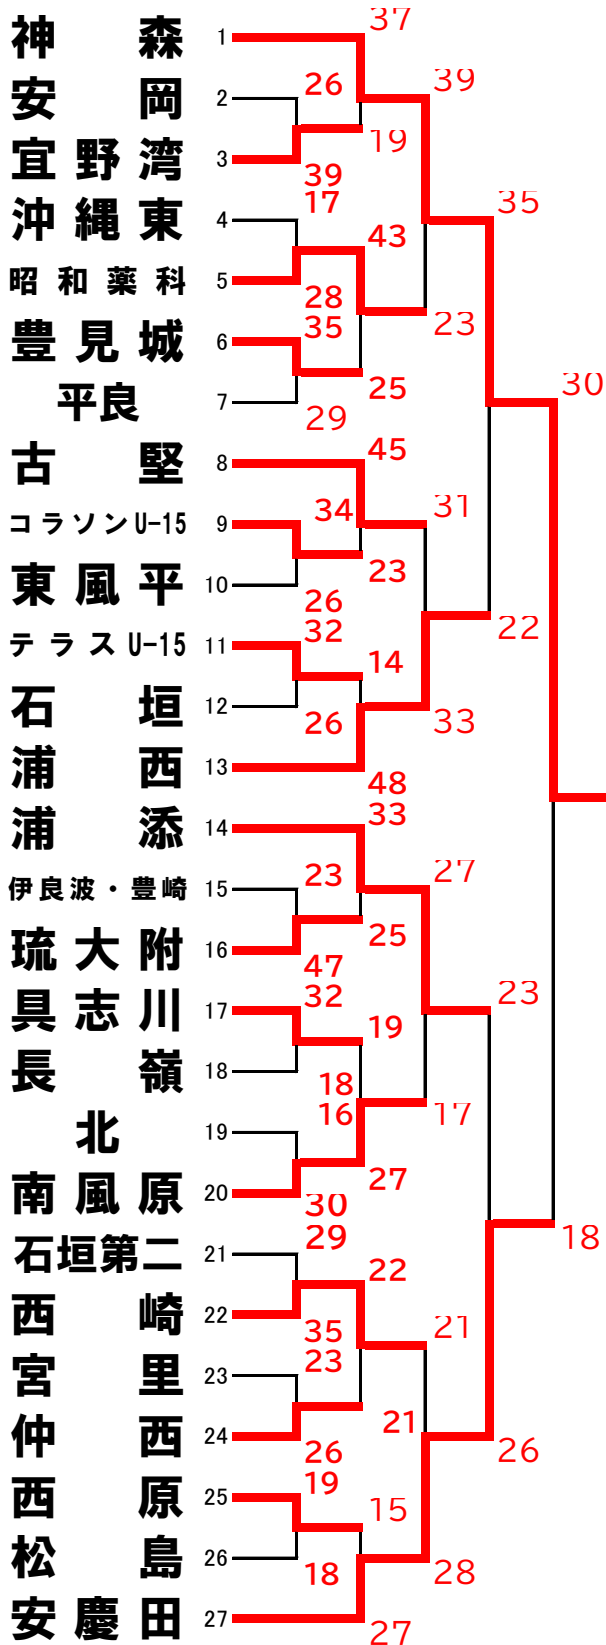 37
神森 1
39
安岡 2
26
19
宜野湾 3
39
17
35
沖縄東 4
43
昭和薬科 5
28
23
豊見城 6
35
30
平良 7
25
29
古堅 8
45
コラソンU-15 9
34
31
東風平 10
23
26
テラスU-15 11
32
22
14
石垣 12
26
33
浦西 13
48
浦添 14
33
伊良波・豊崎 15
23
27
琉大附 16
25
47
具志川 17
32
23
19
長嶺 18
18
北 19
16
17
南風原 20
27
30
石垣第二 21
29
18
22
西崎 22
35
21
宮里 23
23
仲西 24
21
26
26
西原 25
19
15
松島 26
18
28
安慶田 27
27